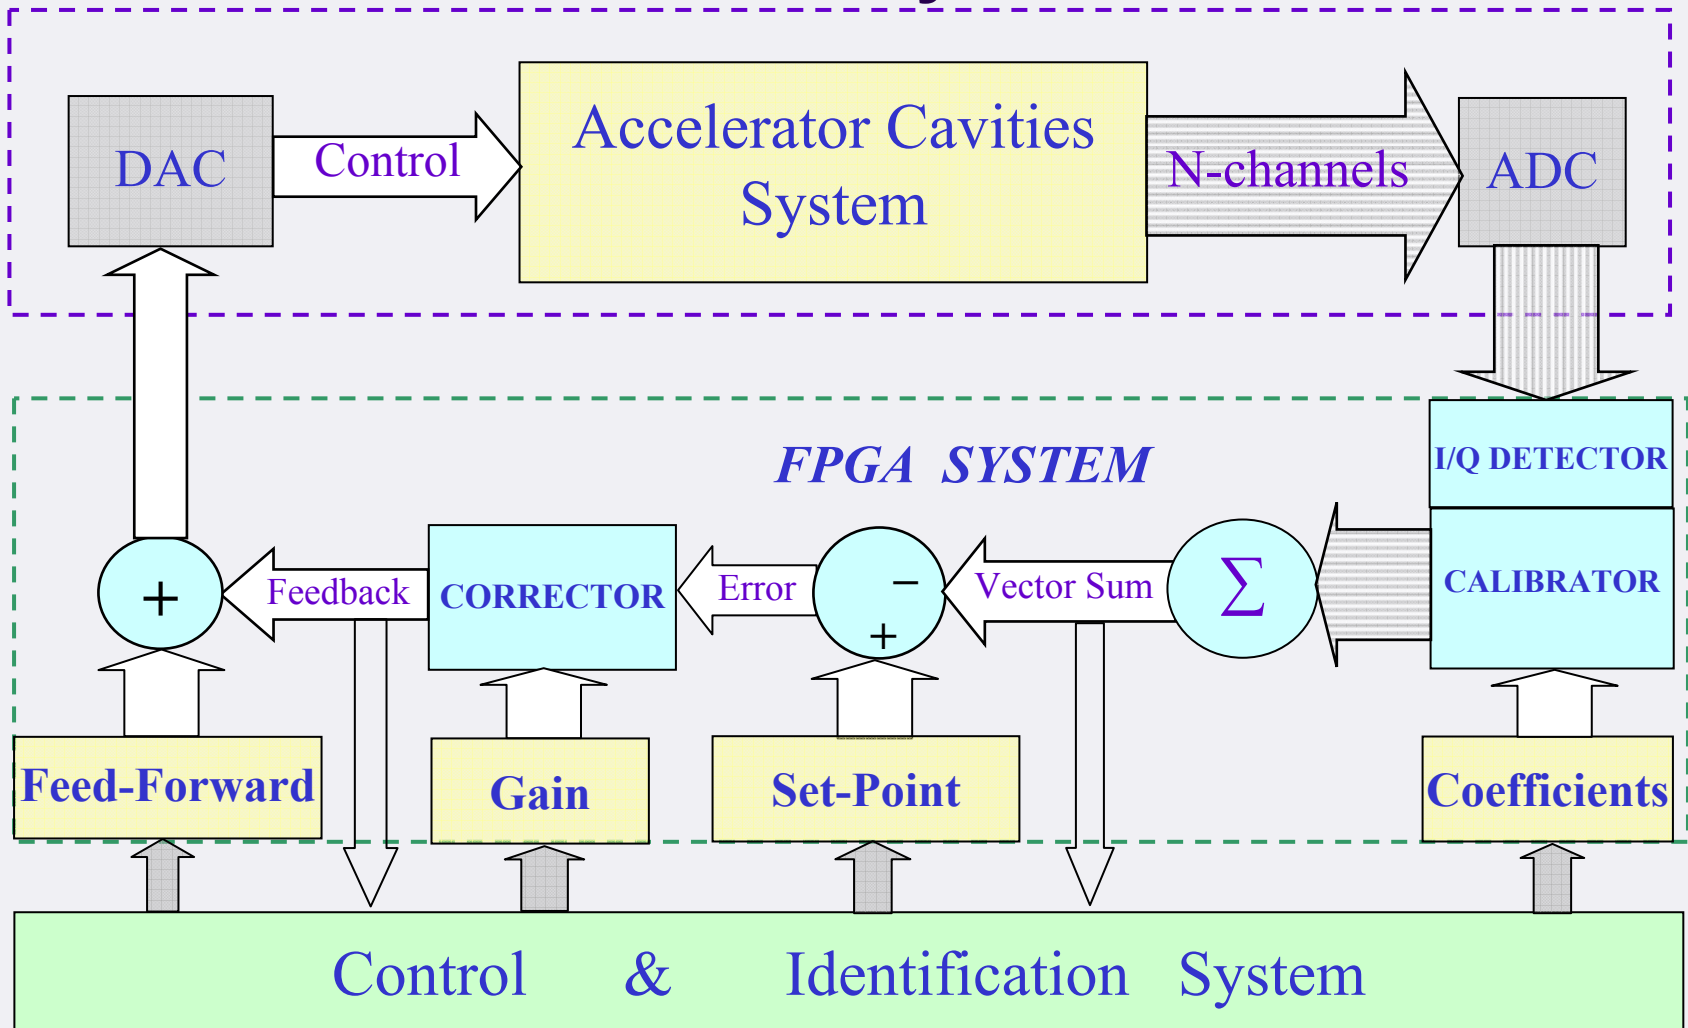 DAC
Control
Accelerator Cavities
System
N-channels
ADC
FPGA SYSTEM
I/Q DETECTOR
+
Feedback
CORRECTOR
Error
−
+
Vector Sum
∑
CALIBRATOR
Feed-Forward
Gain
Set-Point
Coefficients
Control & Identification System